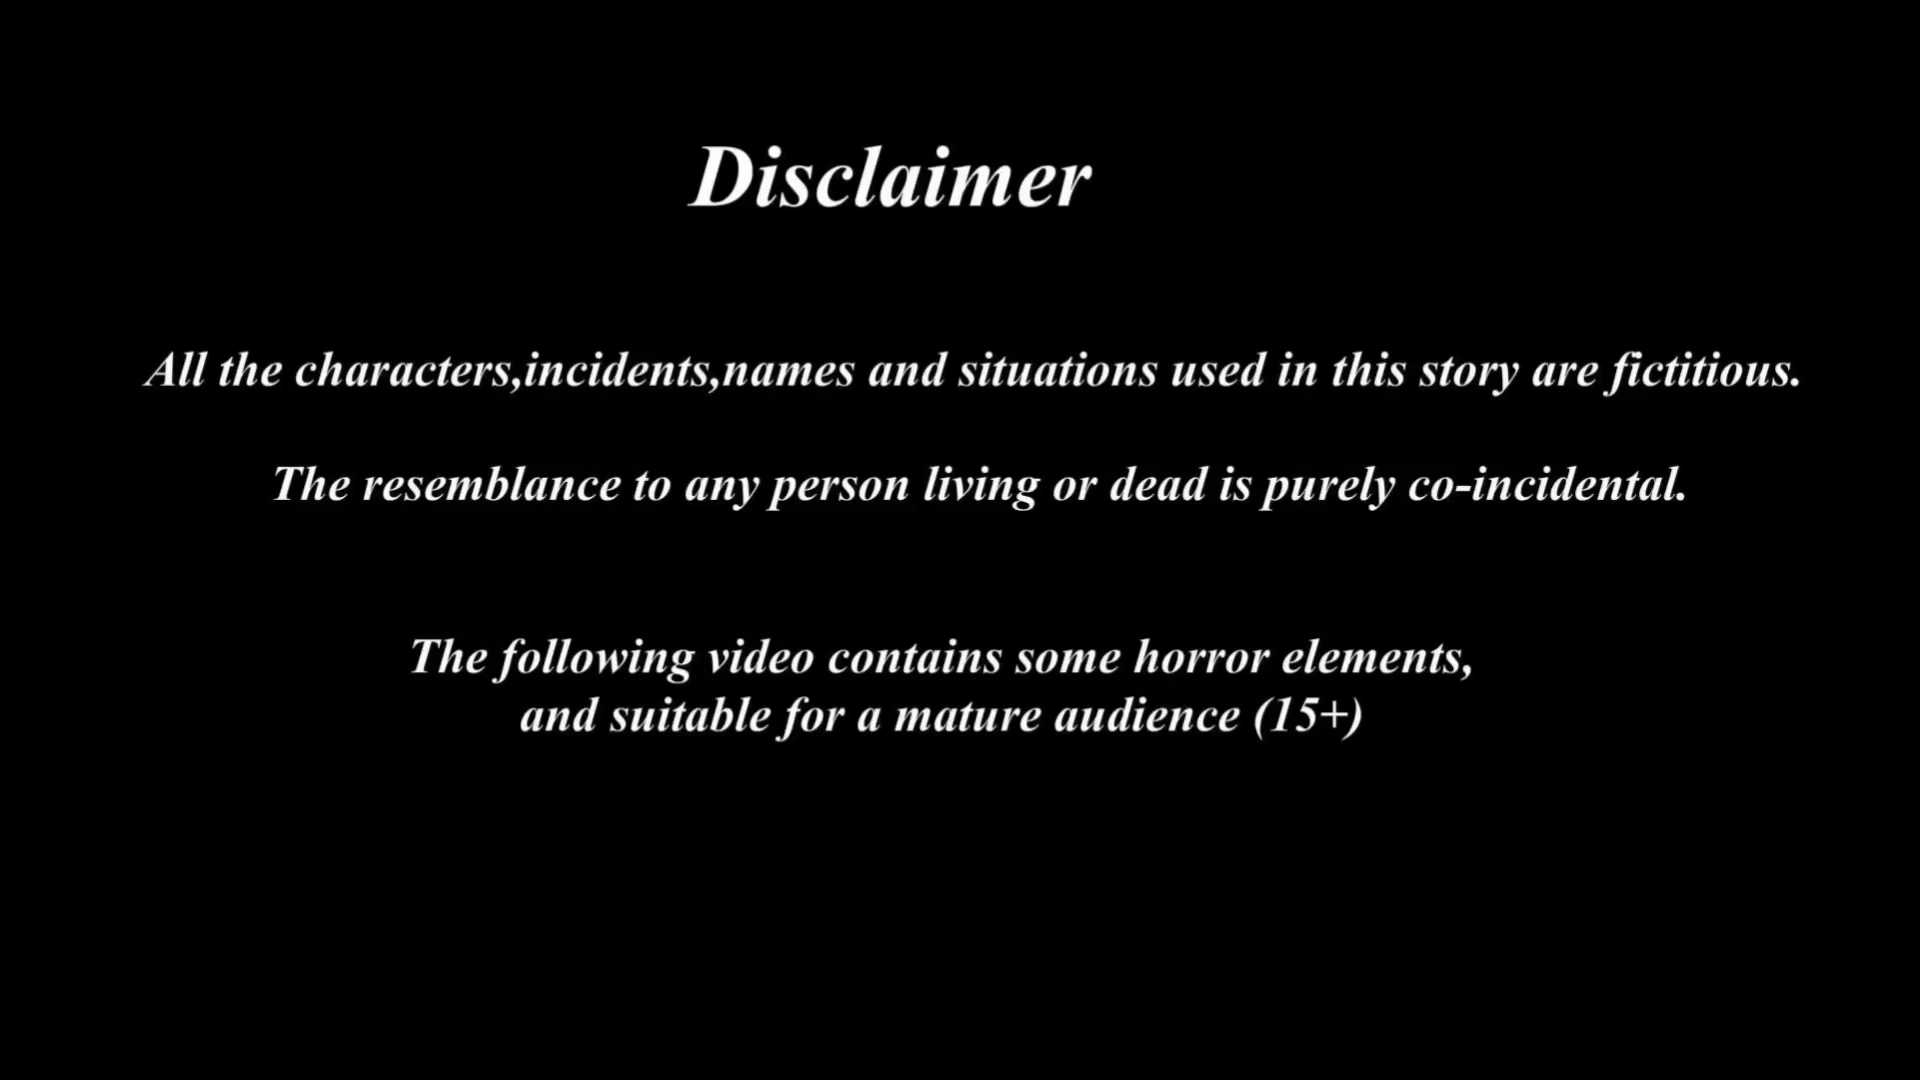 Disclaimer
All the characters,incidents,names and situations used in this story are fictitious.
The resemblance to any person living or dead is purely co-incidental.
The following video contains some horror elements,
and suitable for a mature audience (15+)